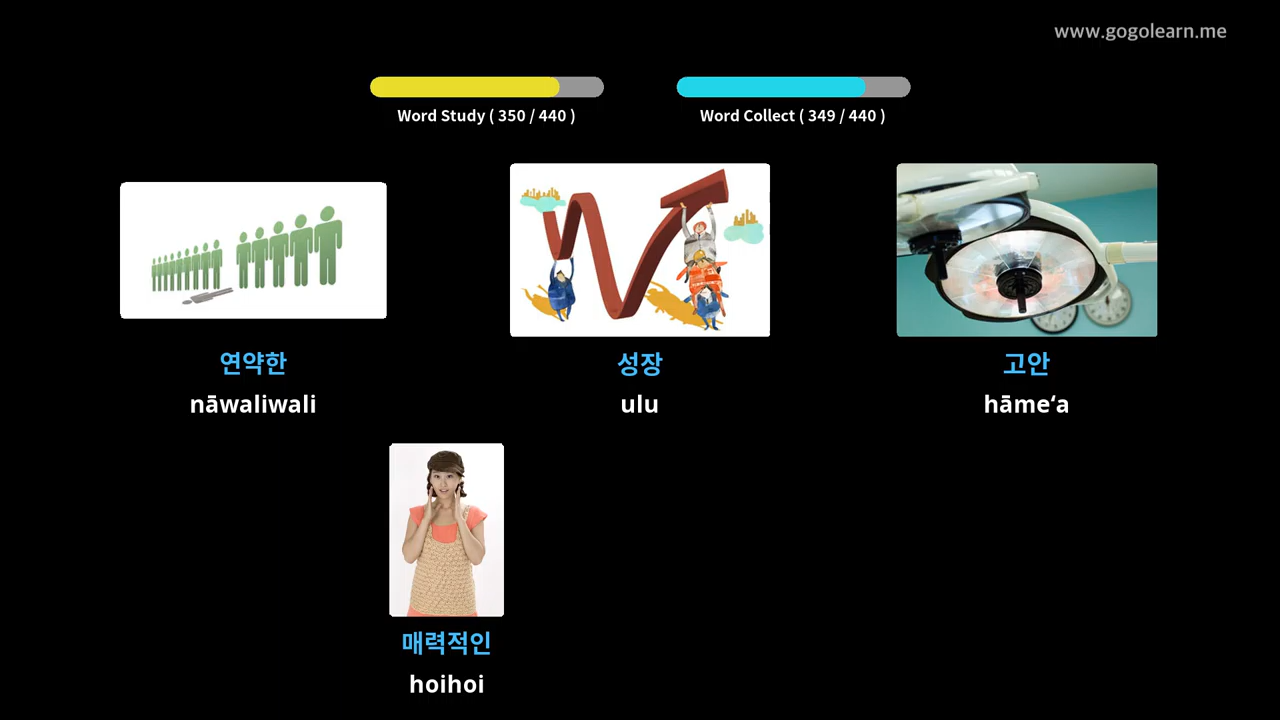 www.gogolearn.me
Word Study ( 350 / 440 )
Word Collect ( 349 / 440 )
연약한
nāwaliwali
성장
ulu
고안
hāmeʻa
매력적인
hoihoi